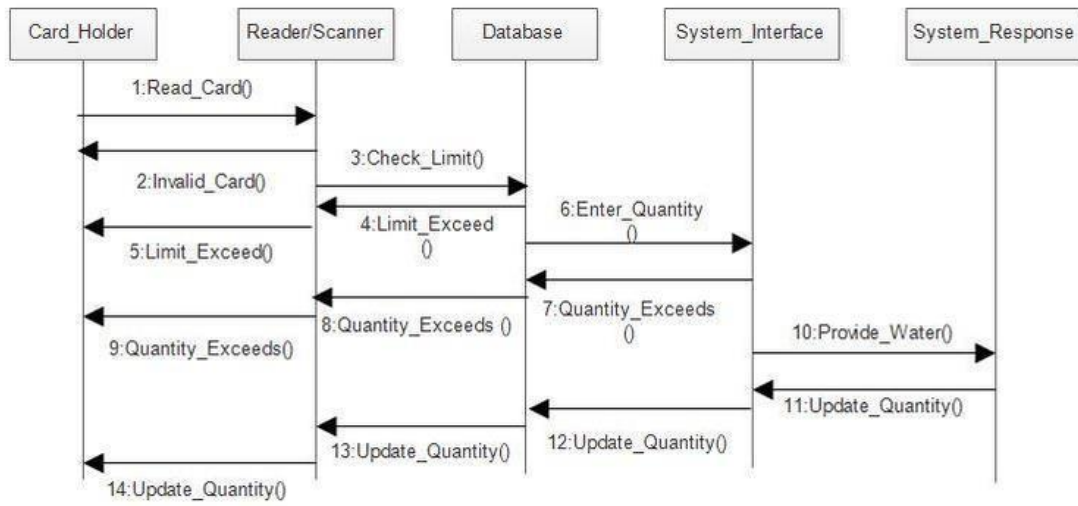 Card_Holder
Reader/Scanner
Database
System_Interface
System_Response
1:Read_Card()
2:Invalid_Card()
3:Check_Limit()
4:Limit_Exceed
()
5:Limit_Exceed()
6:Enter_Quantity
()
7:Quantity_Exceeds
()
8:Quantity_Exceeds ()
9:Quantity_Exceeds()
10:Provide_Water()
11:Update_Quantity()
12:Update_Quantity()
13:Update_Quantity()
14:Update_Quantity()